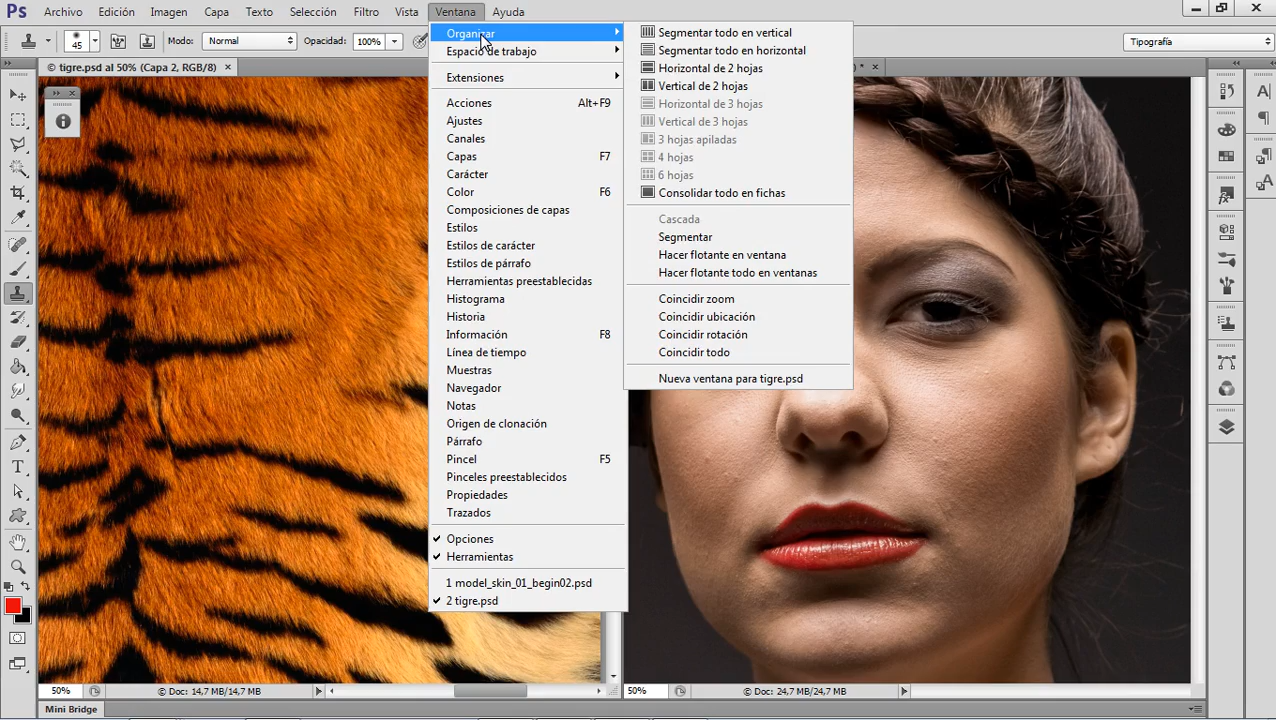 Ps Archivo Edición Imagen Capa Texto Selección Filtro Vista Ventana Ayuda
45 Modo: Normal Opacidad: 100% Tipografía
© tigre.psd al 50% (Capa 2, RGB/8) × * ×
Organizar
Espacio de trabajo
Extensiones
Acciones Alt+F9
Ajustes
Canales
Capas F7
Carácter
Color F6
Composiciones de capas
Estilos
Estilos de carácter
Estilos de párrafo
Herramientas preestablecidas
Histograma
Historia
Información F8
Línea de tiempo
Muestras
Navegador
Notas
Origen de clonación
Párrafo
Pincel F5
Pinceles preestablecidos
Propiedades
Trazados
Opciones
Herramientas
1 model_skin_01_begin02.psd
2 tigre.psd
Segmentar todo en vertical
Segmentar todo en horizontal
Horizontal de 2 hojas
Vertical de 2 hojas
Horizontal de 3 hojas
Vertical de 3 hojas
3 hojas apiladas
4 hojas
6 hojas
Consolidar todo en fichas
Cascada
Segmentar
Hacer flotante en ventana
Hacer flotante todo en ventanas
Coincidir zoom
Coincidir ubicación
Coincidir rotación
Coincidir todo
Nueva ventana para tigre.psd
50% © Doc: 14,7 MB/14,7 MB
50% © Doc: 24,7 MB/24,7 MB
Mini Bridge